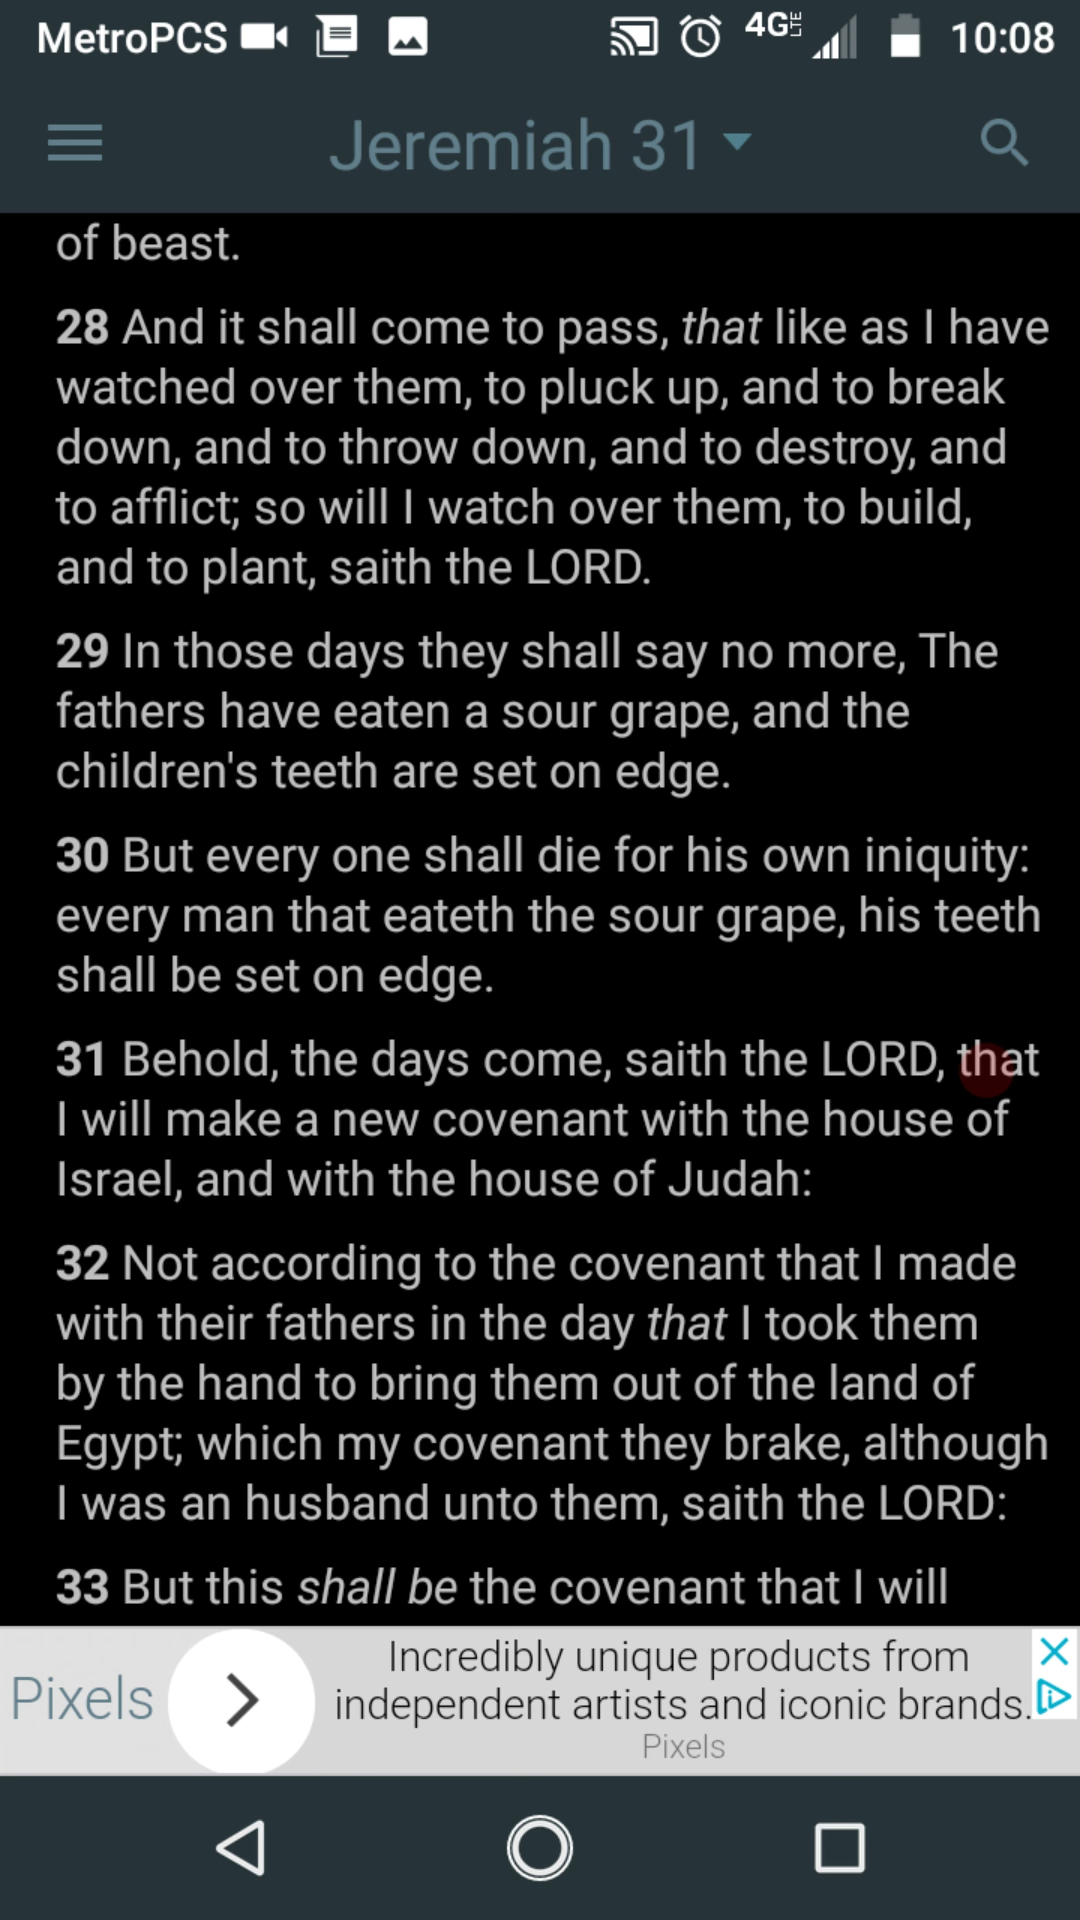 MetroPCS 4G LTE 10:08
Jeremiah 31
of beast.
28 And it shall come to pass, that like as I have
watched over them, to pluck up, and to break
down, and to throw down, and to destroy, and
to afflict; so will I watch over them, to build,
and to plant, saith the LORD.
29 In those days they shall say no more, The
fathers have eaten a sour grape, and the
children's teeth are set on edge.
30 But every one shall die for his own iniquity:
every man that eateth the sour grape, his teeth
shall be set on edge.
31 Behold, the days come, saith the LORD, that
I will make a new covenant with the house of
Israel, and with the house of Judah:
32 Not according to the covenant that I made
with their fathers in the day that I took them
by the hand to bring them out of the land of
Egypt; which my covenant they brake, although
I was an husband unto them, saith the LORD:
33 But this shall be the covenant that I will
Pixels
Incredibly unique products from
independent artists and iconic brands.
Pixels